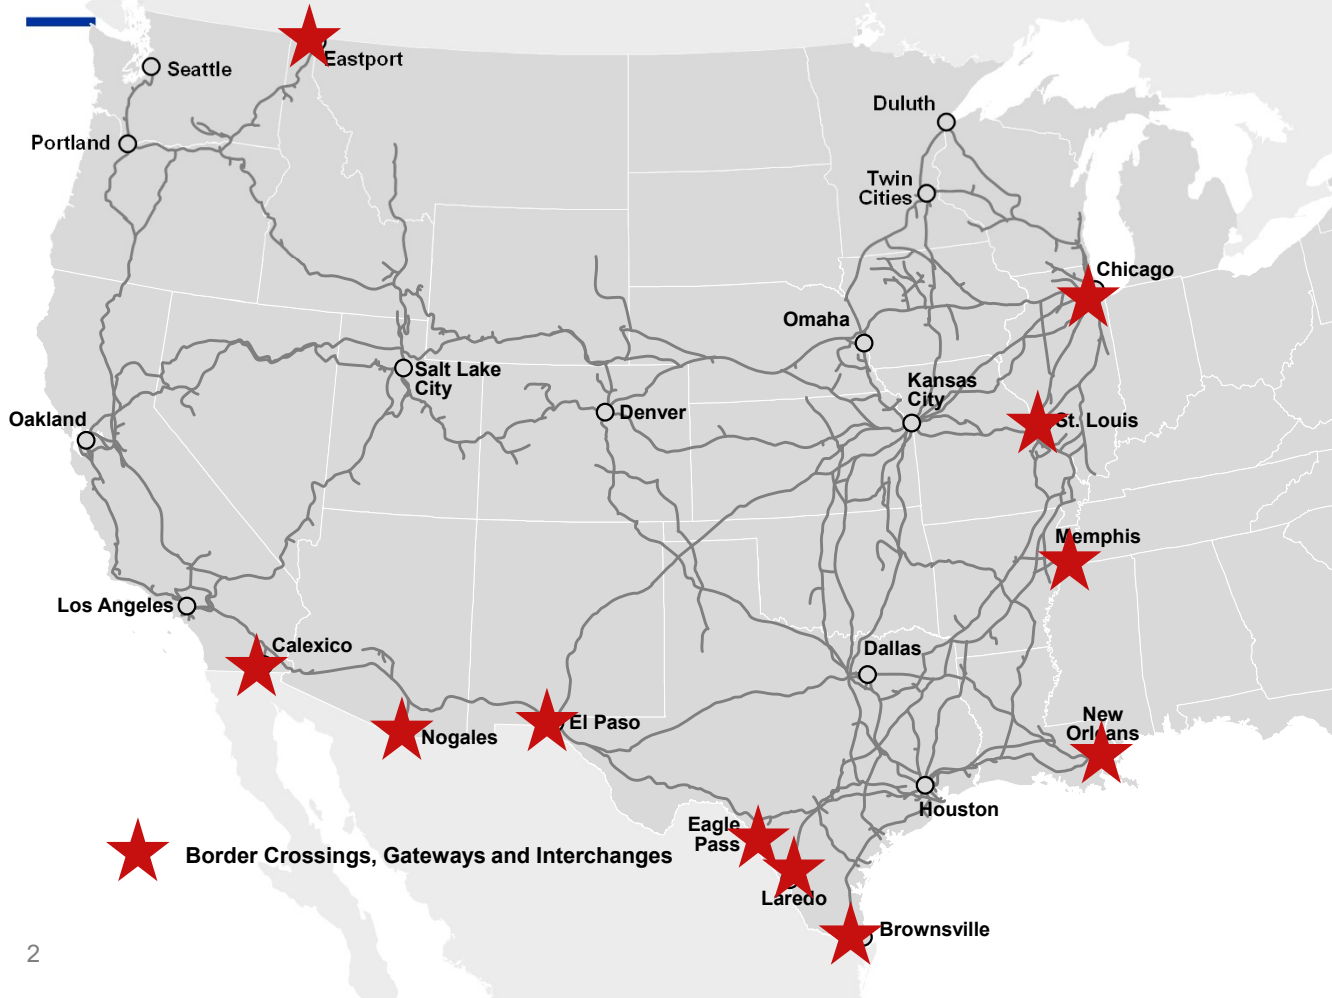 Eastport
Seattle
Duluth
Portland
Twin
Cities
Chicago
Omaha
Salt Lake
City
Kansas
City
Denver
Oakland
St. Louis
Memphis
Los Angeles
Calexico
Dallas
El Paso
Nogales
New
Orleans
Houston
Eagle
Pass
Laredo
Brownsville
Border Crossings, Gateways and Interchanges
2